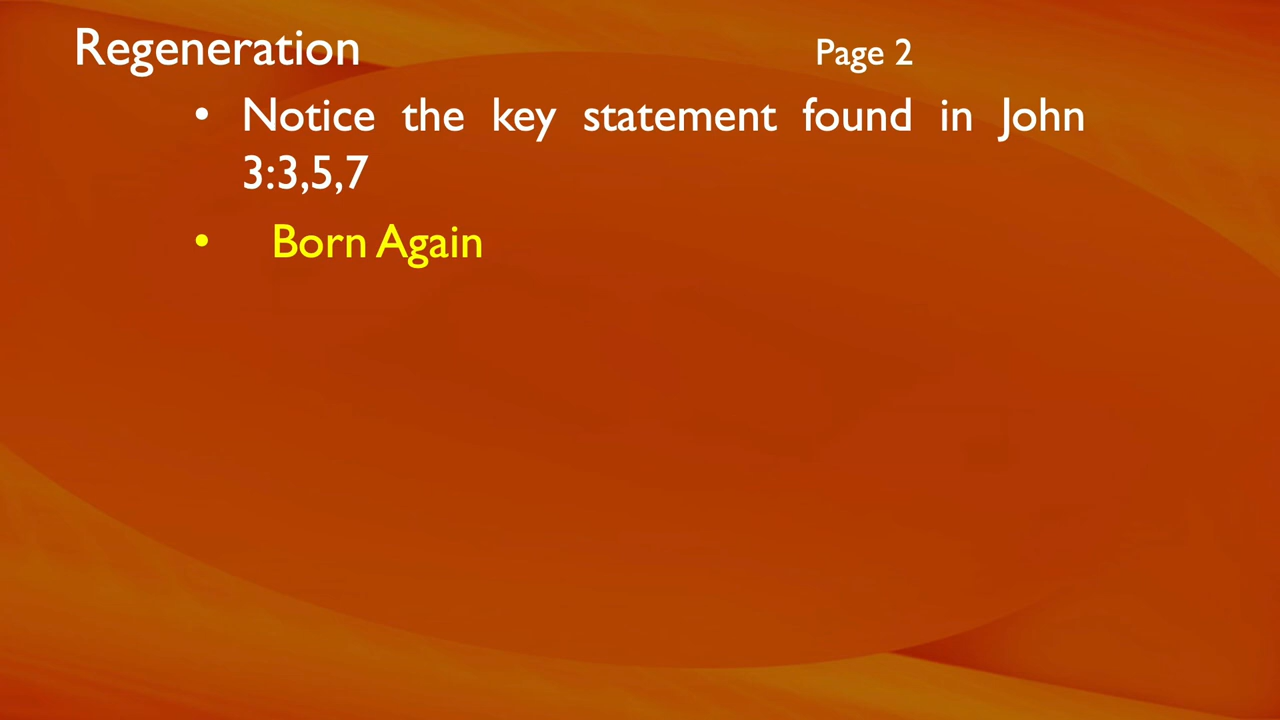 Regeneration Page 2
• Notice the key statement found in John
3:3,5,7
• Born Again